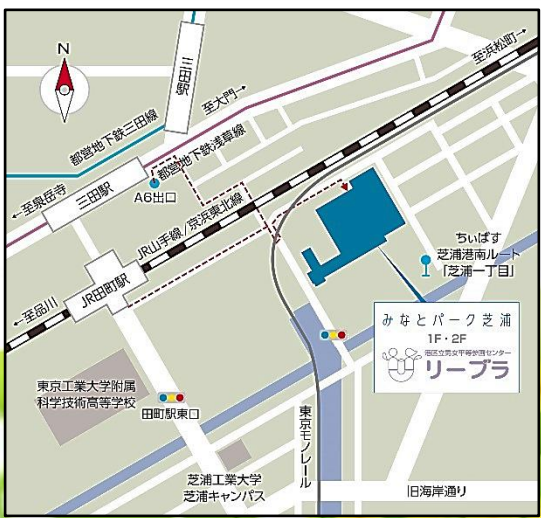 N
三田駅
至浜松町→
至大門→
都営地下鉄三田線
都営地下鉄浅草線
三田駅
←至泉岳寺
A6出口
JR山手線/京浜東北線
JR田町駅
←至品川
ちぃばす
芝浦港南ルート
「芝浦一丁目」
みなとパーク芝浦
1F・2F
港区立男女平等参画センター
リーブラ
東京工業大学附属
科学技術高等学校
田町駅東口
東京モノレール
芝浦工業大学
芝浦キャンパス
旧海岸通り